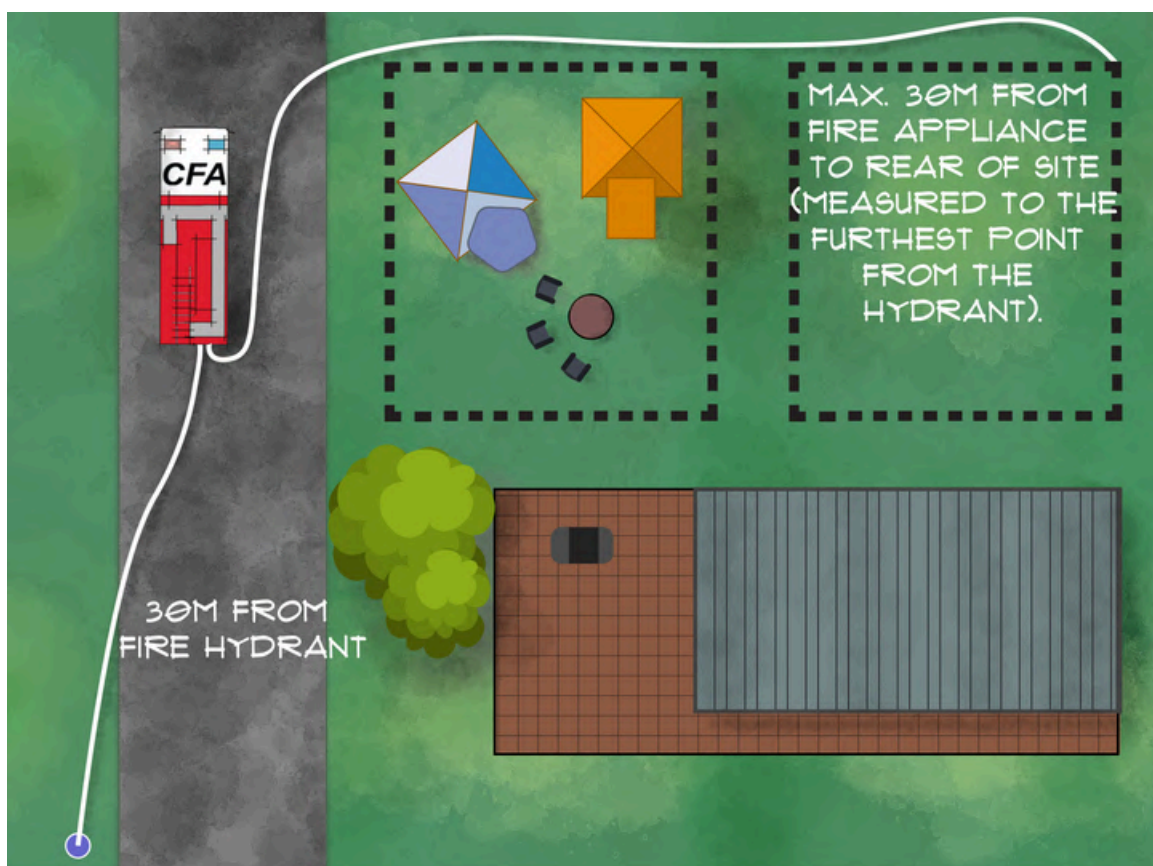 CFA
MAX. 30M FROM
FIRE APPLIANCE
TO REAR OF SITE
(MEASURED TO THE
FURTHEST POINT
FROM THE
HYDRANT).
30M FROM
FIRE HYDRANT